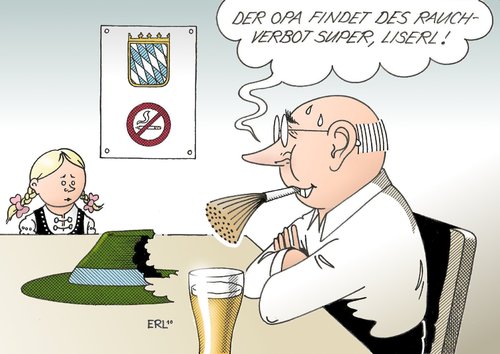 DER OPA FINDET DES RAUCH-
VERBOT SUPER, LISERL!
ERL10